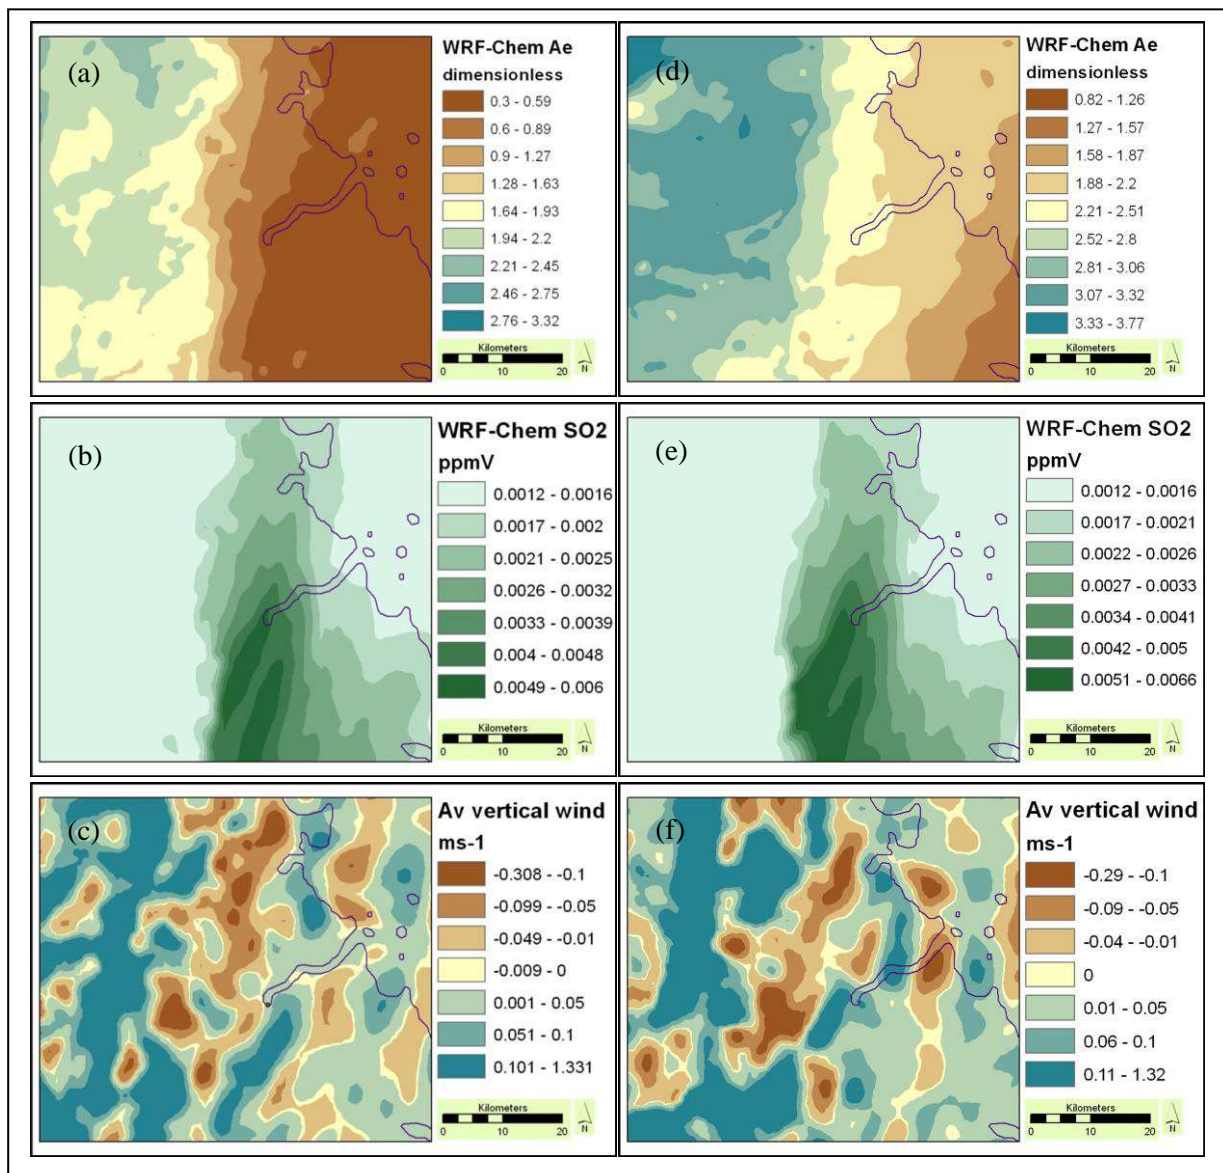 (a)
WRF-Chem Ae
dimensionless
0.3 - 0.59
0.6 - 0.89
0.9 - 1.27
1.28 - 1.63
1.64 - 1.93
1.94 - 2.2
2.21 - 2.45
2.46 - 2.75
2.76 - 3.32
Kilometers
0 10 20
N
(d)
WRF-Chem Ae
dimensionless
0.82 - 1.26
1.27 - 1.57
1.58 - 1.87
1.88 - 2.2
2.21 - 2.51
2.52 - 2.8
2.81 - 3.06
3.07 - 3.32
3.33 - 3.77
Kilometers
0 10 20
N
(b)
WRF-Chem SO2
ppmV
0.0012 - 0.0016
0.0017 - 0.002
0.0021 - 0.0025
0.0026 - 0.0032
0.0033 - 0.0039
0.004 - 0.0048
0.0049 - 0.006
Kilometers
0 10 20
N
(e)
WRF-Chem SO2
ppmV
0.0012 - 0.0016
0.0017 - 0.0021
0.0022 - 0.0026
0.0027 - 0.0033
0.0034 - 0.0041
0.0042 - 0.005
0.0051 - 0.0066
Kilometers
0 10 20
N
(c)
Av vertical wind
ms-1
-0.308 - -0.1
-0.099 - -0.05
-0.049 - -0.01
-0.009 - 0
0.001 - 0.05
0.051 - 0.1
0.101 - 1.331
Kilometers
0 10 20
N
(f)
Av vertical wind
ms-1
-0.29 - -0.1
-0.09 - -0.05
-0.04 - -0.01
0
0.01 - 0.05
0.06 - 0.1
0.11 - 1.32
Kilometers
0 10 20
N